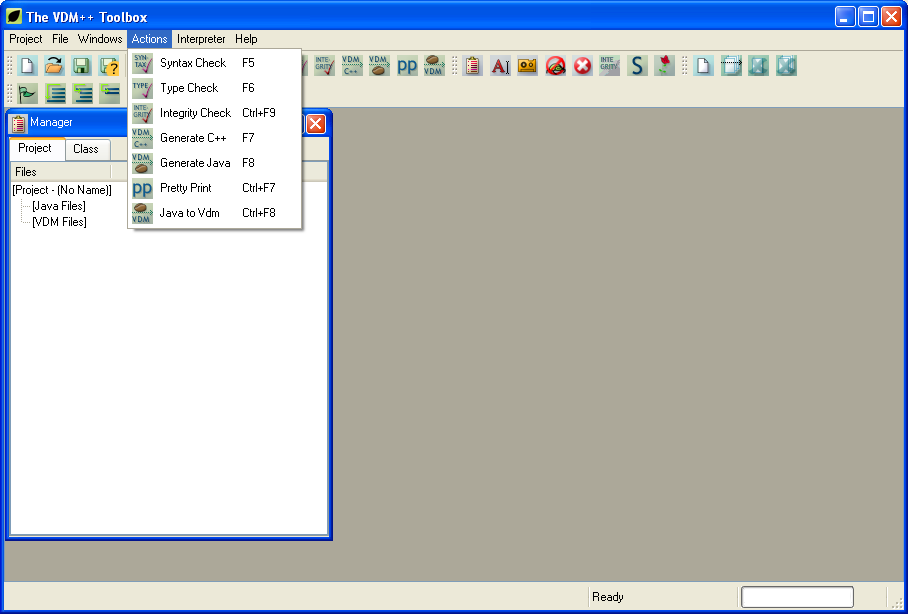 The VDM++ Toolbox
Project File Windows Actions Interpreter Help
Syntax Check F5
Type Check F6
Integrity Check Ctrl+F9
Generate C++ F7
Generate Java F8
Pretty Print Ctrl+F7
Java to Vdm Ctrl+F8
SYN-
TAX
TYPE
INTE
GRITY
VDM
C++
VDM
pp
VDM
INTE
GRITY
VDM
C++
VDM
pp
VDM
A
INTE
GRITY
S
Manager
Project Class
Files
[Project - (No Name)]
[Java Files]
[VDM Files]
Ready